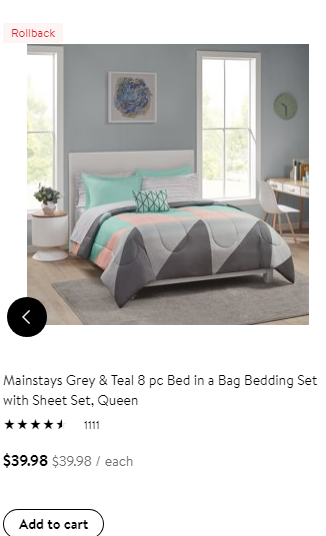 Rollback
Mainstays Grey & Teal 8 pc Bed in a Bag Bedding Set
with Sheet Set, Queen
1111
$39.98 $39.98 / each
Add to cart